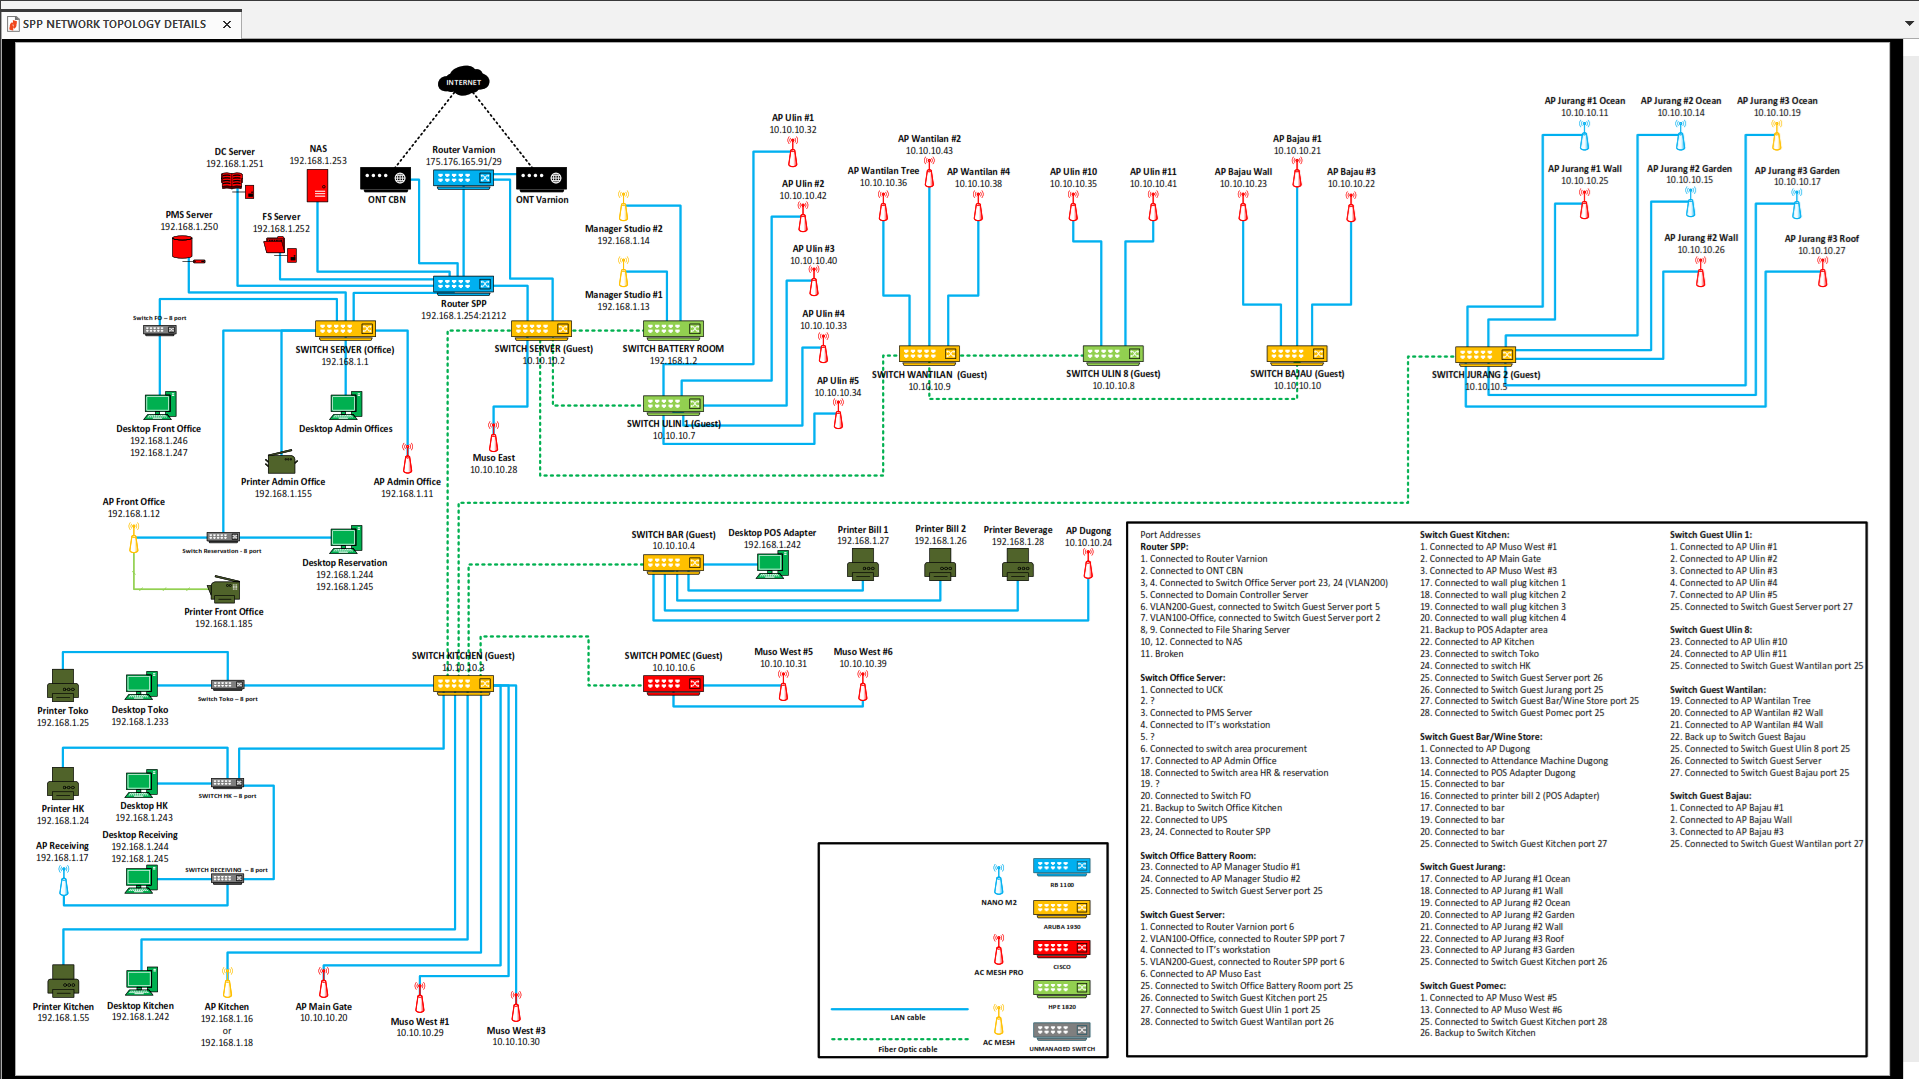 SPP NETWORK TOPOLOGY DETAILS
INTERNET
DC Server
192.168.1.251
NAS
192.168.1.253
ONT CBN
Router Varnion
175.176.165.91/29
ONT Varnion
PMS Server
192.168.1.250
FS Server
192.168.1.252
Router SPP
192.168.1.254:21212
Manager Studio #2
192.168.1.14
Manager Studio #1
192.168.1.13
AP Ulin #1
10.10.10.32
AP Ulin #2
10.10.10.42
AP Ulin #3
10.10.10.40
AP Ulin #4
10.10.10.33
AP Ulin #5
10.10.10.34
AP Wantilan #2
10.10.10.43
AP Wantilan Tree
10.10.10.36
AP Wantilan #4
10.10.10.38
AP Ulin #10
10.10.10.35
AP Ulin #11
10.10.10.41
AP Bajau #1
10.10.10.21
AP Bajau Wall
10.10.10.23
AP Bajau #3
10.10.10.22
AP Jurang #1 Ocean
10.10.10.11
AP Jurang #2 Ocean
10.10.10.14
AP Jurang #3 Ocean
10.10.10.19
AP Jurang #1 Wall
10.10.10.25
AP Jurang #2 Garden
10.10.10.15
AP Jurang #3 Garden
10.10.10.17
AP Jurang #2 Wall
10.10.10.26
AP Jurang #3 Roof
10.10.10.27
Switch FO – 8 port
SWITCH SERVER (Office)
192.168.1.1
SWITCH SERVER (Guest)
10.10.10.2
SWITCH BATTERY ROOM
192.168.1.2
SWITCH ULIN 1 (Guest)
10.10.10.7
SWITCH WANTILAN (Guest)
10.10.10.9
SWITCH ULIN 8 (Guest)
10.10.10.8
SWITCH BAJAU (Guest)
10.10.10.10
SWITCH JURANG 2 (Guest)
10.10.10.5
Desktop Front Office
192.168.1.246
192.168.1.247
Desktop Admin Offices
Printer Admin Office
192.168.1.155
AP Admin Office
192.168.1.11
Muso East
10.10.10.28
AP Front Office
192.168.1.12
Switch Reservation - 8 port
Desktop Reservation
192.168.1.244
192.168.1.245
Printer Front Office
192.168.1.185
SWITCH BAR (Guest)
10.10.10.4
Desktop POS Adapter
192.168.1.242
Printer Bill 1
192.168.1.27
Printer Bill 2
192.168.1.26
Printer Beverage
192.168.1.28
AP Dugong
10.10.10.24
SWITCH KITCHEN (Guest)
10.10.10.3
SWITCH POMEC (Guest)
10.10.10.6
Muso West #5
10.10.10.31
Muso West #6
10.10.10.39
Printer Toko
192.168.1.25
Desktop Toko
192.168.1.233
Switch Toko – 8 port
Printer HK
192.168.1.24
Desktop HK
192.168.1.243
SWITCH HK – 8 port
AP Receiving
192.168.1.17
Desktop Receiving
192.168.1.244
192.168.1.245
SWITCH RECEIVING – 8 port
Printer Kitchen
192.168.1.55
Desktop Kitchen
192.168.1.242
AP Kitchen
192.168.1.16
or
192.168.1.18
AP Main Gate
10.10.10.20
Muso West #1
10.10.10.29
Muso West #3
10.10.10.30
NANO M2
RB 1100
ARUBA 1930
AC MESH PRO
CISCO
HPE 1820
AC MESH
UNMANAGED SWITCH
LAN cable
Fiber Optic cable
Port Addresses
Router SPP:
1. Connected to Router Varnion
2. Connected to ONT CBN
3, 4. Connected to Switch Office Server port 23, 24 (VLAN200)
5. Connected to Domain Controller Server
6. VLAN200-Guest, connected to Switch Guest Server port 5
7. VLAN100-Office, connected to Switch Guest Server port 2
8, 9. Connected to File Sharing Server
10, 12. Connected to NAS
11. Broken
Switch Office Server:
1. Connected to UCK
2. ?
3. Connected to PMS Server
4. Connected to IT's workstation
5. ?
6. Connected to switch area procurement
17. Connected to AP Admin Office
18. Connected to Switch area HR & reservation
19. ?
20. Connected to Switch FO
21. Backup to Switch Office Kitchen
22. Connected to UPS
23, 24. Connected to Router SPP
Switch Office Battery Room:
23. Connected to AP Manager Studio #1
24. Connected to AP Manager Studio #2
25. Connected to Switch Guest Server port 25
Switch Guest Server:
1. Connected to Router Varnion port 6
2. VLAN100-Office, connected to Router SPP port 7
4. Connected to IT's workstation
5. VLAN200-Guest, connected to Router SPP port 6
6. Connected to AP Muso East
25. Connected to Switch Office Battery Room port 25
26. Connected to Switch Guest Kitchen port 25
27. Connected to Switch Guest Ulin 1 port 25
28. Connected to Switch Guest Wantilan port 26
Switch Guest Kitchen:
1. Connected to AP Muso West #1
2. Connected to AP Main Gate
3. Connected to AP Muso West #3
17. Connected to wall plug kitchen 1
18. Connected to wall plug kitchen 2
19. Connected to wall plug kitchen 3
20. Connected to wall plug kitchen 4
21. Backup to POS Adapter area
22. Connected to AP Kitchen
23. Connected to switch Toko
24. Connected to switch HK
25. Connected to Switch Guest Server port 26
26. Connected to Switch Guest Jurang port 25
27. Connected to Switch Guest Bar/Wine Store port 25
28. Connected to Switch Guest Pomec port 25
Switch Guest Bar/Wine Store:
1. Connected to AP Dugong
13. Connected to Attendance Machine Dugong
14. Connected to POS Adapter Dugong
15. Connected to bar
16. Connected to printer bill 2 (POS Adapter)
17. Connected to bar
19. Connected to bar
20. Connected to bar
25. Connected to Switch Guest Kitchen port 27
Switch Guest Jurang:
17. Connected to AP Jurang #1 Ocean
18. Connected to AP Jurang #1 Wall
19. Connected to AP Jurang #2 Ocean
20. Connected to AP Jurang #2 Garden
21. Connected to AP Jurang #2 Wall
22. Connected to AP Jurang #3 Roof
23. Connected to AP Jurang #3 Garden
25. Connected to Switch Guest Kitchen port 26
Switch Guest Pomec:
1. Connected to AP Muso West #5
13. Connected to AP Muso West #6
25. Connected to Switch Guest Kitchen port 28
26. Backup to Switch Kitchen
Switch Guest Ulin 1:
1. Connected to AP Ulin #1
2. Connected to AP Ulin #2
3. Connected to AP Ulin #3
4. Connected to AP Ulin #4
7. Connected to AP Ulin #5
25. Connected to Switch Guest Server port 27
Switch Guest Ulin 8:
23. Connected to AP Ulin #10
24. Connected to AP Ulin #11
25. Connected to Switch Guest Wantilan port 25
Switch Guest Wantilan:
19. Connected to AP Wantilan Tree
20. Connected to AP Wantilan #2 Wall
21. Connected to AP Wantilan #4 Wall
22. Back up to Switch Guest Bajau
25. Connected to Switch Guest Ulin 8 port 25
26. Connected to Switch Guest Server
27. Connected to Switch Guest Bajau port 25
Switch Guest Bajau:
1. Connected to AP Bajau #1
2. Connected to AP Bajau Wall
3. Connected to AP Bajau #3
25. Connected to Switch Guest Wantilan port 27